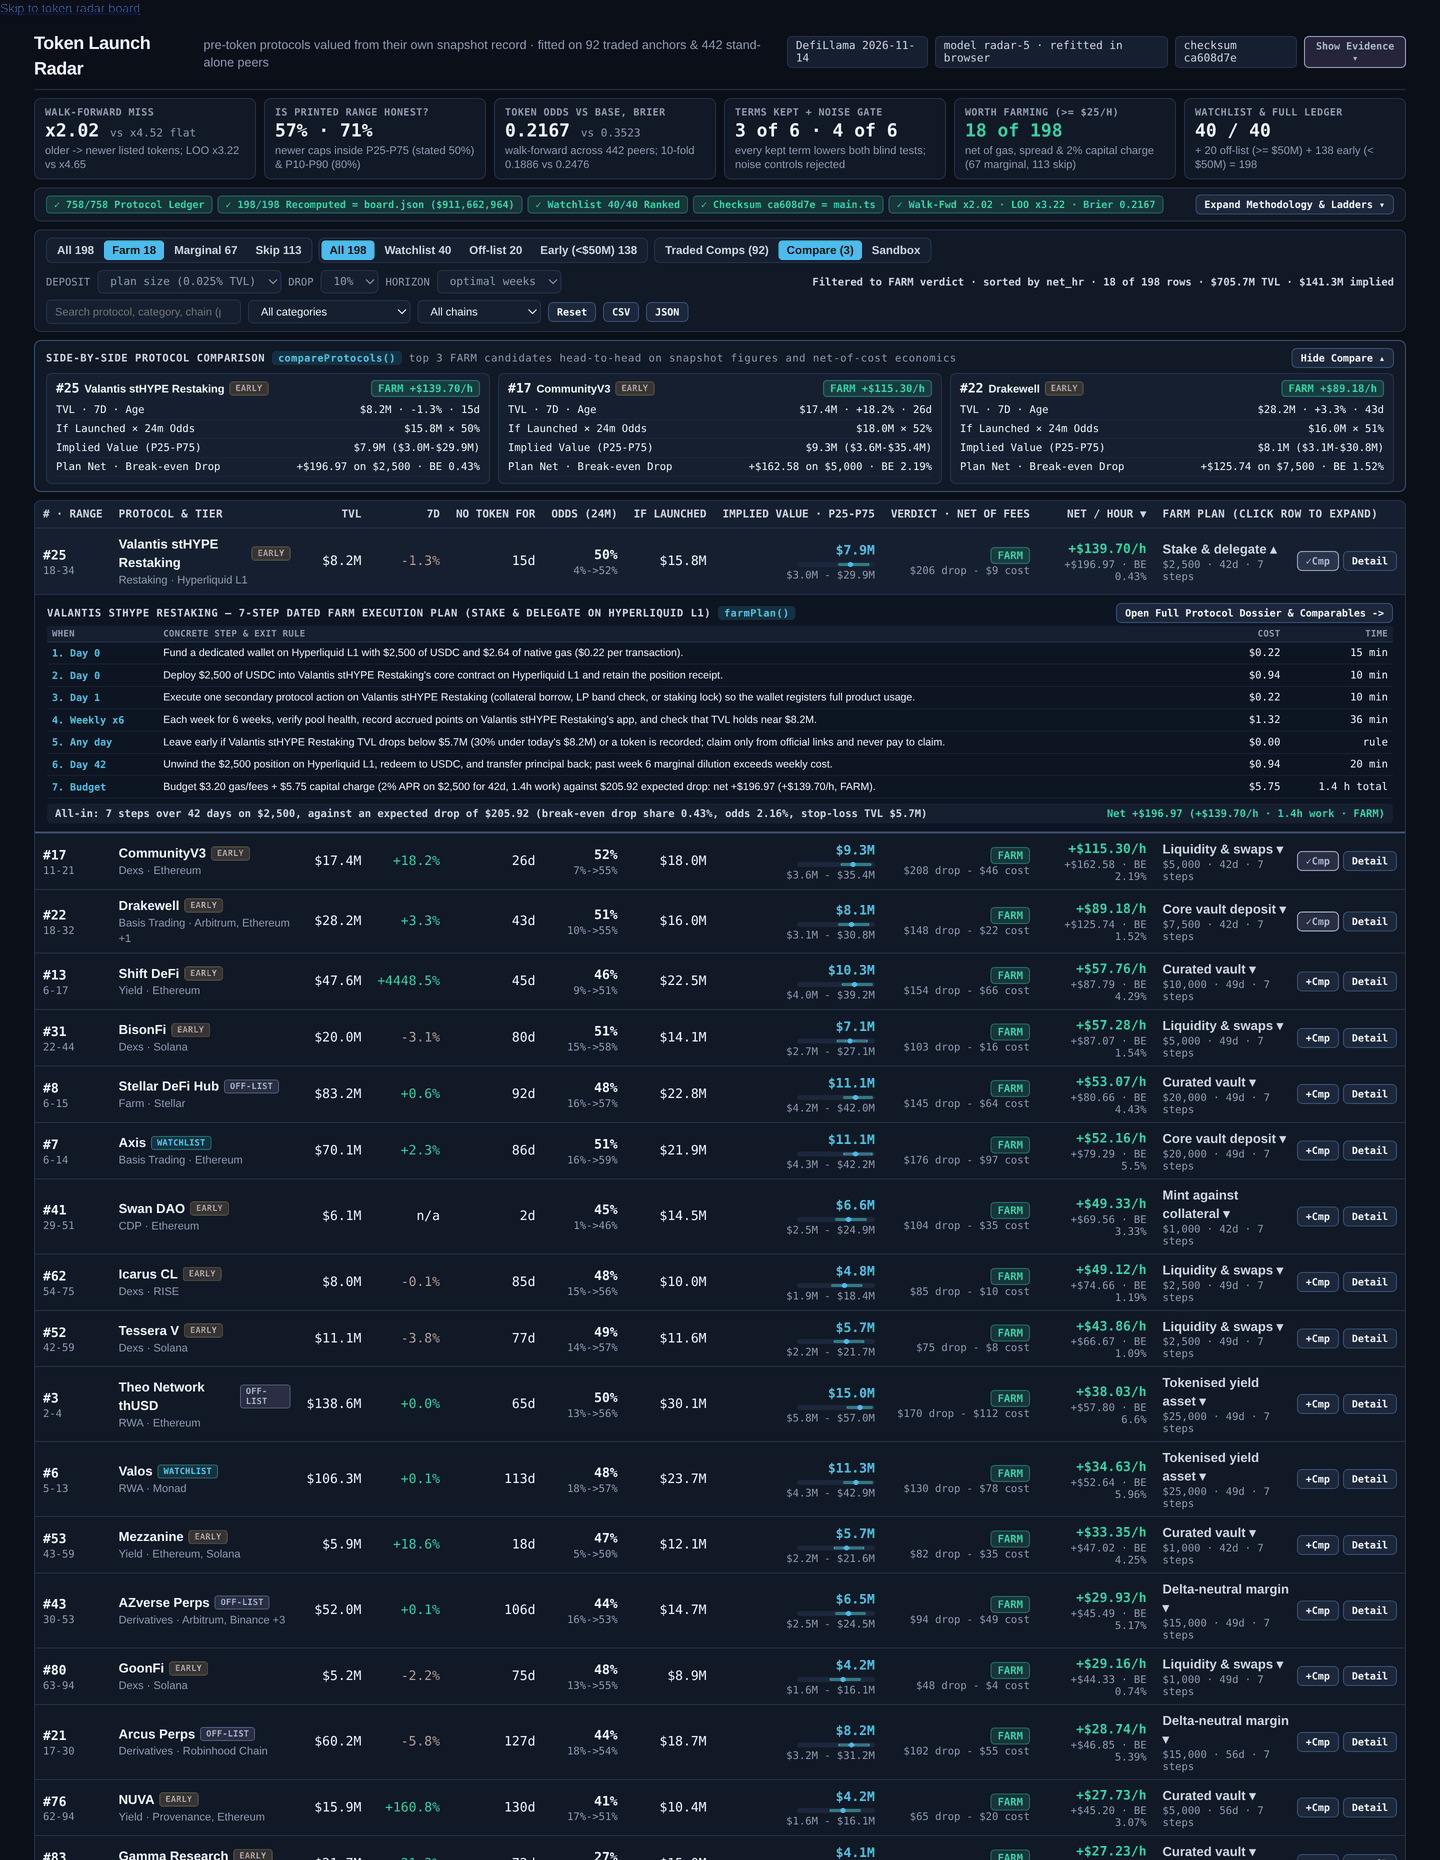 Skip to token radar board
Token Launch Radar
pre-token protocols valued from their own snapshot record · fitted on 92 traded anchors & 442 stand-alone peers
DefiLlama 2026-11-14
model radar-5 · refitted in browser
checksum ca608d7e
Show Evidence ▾
WALK-FORWARD MISS
x2.02 vs x4.52 flat
older -> newer listed tokens; LOO x3.22 vs x4.65
IS PRINTED RANGE HONEST?
57% · 71%
newer caps inside P25-P75 (stated 50%) & P10-P90 (80%)
TOKEN ODDS VS BASE, BRIER
0.2167 vs 0.3523
walk-forward across 442 peers; 10-fold 0.1886 vs 0.2476
TERMS KEPT + NOISE GATE
3 of 6 · 4 of 6
every kept term lowers both blind tests; noise controls rejected
WORTH FARMING (>= $25/H)
18 of 198
net of gas, spread & 2% capital charge (67 marginal, 113 skip)
WATCHLIST & FULL LEDGER
40 / 40
+ 20 off-list (>= $50M) + 138 early (< $50M) = 198
✓ 758/758 Protocol Ledger
✓ 198/198 Recomputed = board.json ($911,662,964)
✓ Watchlist 40/40 Ranked
✓ Checksum ca608d7e = main.ts
✓ Walk-Fwd x2.02 · LOO x3.22 · Brier 0.2167
Expand Methodology & Ladders ▾
All 198 Farm 18 Marginal 67 Skip 113
All 198 Watchlist 40 Off-list 20 Early (<$50M) 138
Traded Comps (92) Compare (3) Sandbox
DEPOSIT plan size (0.025% TVL) DROP 10% HORIZON optimal weeks
Filtered to FARM verdict · sorted by net_hr · 18 of 198 rows · $705.7M TVL · $141.3M implied
Search protocol, category, chain (
All categories
All chains
Reset CSV JSON
SIDE-BY-SIDE PROTOCOL COMPARISON compareProtocols() top 3 FARM candidates head-to-head on snapshot figures and net-of-cost economics
Hide Compare ▴
#25 Valantis stHYPE Restaking EARLY FARM +$139.70/h
TVL · 7D · Age $8.2M · -1.3% · 15d
If Launched × 24m Odds $15.8M × 50%
Implied Value (P25-P75) $7.9M ($3.0M-$29.9M)
Plan Net · Break-even Drop +$196.97 on $2,500 · BE 0.43%
#17 CommunityV3 EARLY FARM +$115.30/h
TVL · 7D · Age $17.4M · +18.2% · 26d
If Launched × 24m Odds $18.0M × 52%
Implied Value (P25-P75) $9.3M ($3.6M-$35.4M)
Plan Net · Break-even Drop +$162.58 on $5,000 · BE 2.19%
#22 Drakewell EARLY FARM +$89.18/h
TVL · 7D · Age $28.2M · +3.3% · 43d
If Launched × 24m Odds $16.0M × 51%
Implied Value (P25-P75) $8.1M ($3.1M-$30.8M)
Plan Net · Break-even Drop +$125.74 on $7,500 · BE 1.52%
# · RANGE PROTOCOL & TIER TVL 7D NO TOKEN FOR ODDS (24M) IF LAUNCHED IMPLIED VALUE · P25-P75 VERDICT · NET OF FEES NET / HOUR ▼ FARM PLAN (CLICK ROW TO EXPAND)
#25 18-34 Valantis stHYPE Restaking EARLY Restaking · Hyperliquid L1 $8.2M -1.3% 15d 50% 4%->52% $15.8M $7.9M $3.0M - $29.9M FARM $206 drop - $9 cost +$139.70/h +$196.97 · BE 0.43% Stake & delegate ▴ $2,500 · 42d · 7 steps ✓Cmp Detail
VALANTIS STHYPE RESTAKING — 7-STEP DATED FARM EXECUTION PLAN (STAKE & DELEGATE ON HYPERLIQUID L1) farmPlan()
Open Full Protocol Dossier & Comparables ->
WHEN CONCRETE STEP & EXIT RULE COST TIME
1. Day 0 Fund a dedicated wallet on Hyperliquid L1 with $2,500 of USDC and $2.64 of native gas ($0.22 per transaction). $0.22 15 min
2. Day 0 Deploy $2,500 of USDC into Valantis stHYPE Restaking's core contract on Hyperliquid L1 and retain the position receipt. $0.94 10 min
3. Day 1 Execute one secondary protocol action on Valantis stHYPE Restaking (collateral borrow, LP band check, or staking lock) so the wallet registers full product usage. $0.22 10 min
4. Weekly x6 Each week for 6 weeks, verify pool health, record accrued points on Valantis stHYPE Restaking's app, and check that TVL holds near $8.2M. $1.32 36 min
5. Any day Leave early if Valantis stHYPE Restaking TVL drops below $5.7M (30% under today's $8.2M) or a token is recorded; claim only from official links and never pay to claim. $0.00 rule
6. Day 42 Unwind the $2,500 position on Hyperliquid L1, redeem to USDC, and transfer principal back; past week 6 marginal dilution exceeds weekly cost. $0.94 20 min
7. Budget Budget $3.20 gas/fees + $5.75 capital charge (2% APR on $2,500 for 42d, 1.4h work) against $205.92 expected drop: net +$196.97 (+$139.70/h, FARM). $5.75 1.4 h total
All-in: 7 steps over 42 days on $2,500, against an expected drop of $205.92 (break-even drop share 0.43%, odds 2.16%, stop-loss TVL $5.7M) Net +$196.97 (+$139.70/h · 1.4h work · FARM)
#17 11-21 CommunityV3 EARLY Dexs · Ethereum $17.4M +18.2% 26d 52% 7%->55% $18.0M $9.3M $3.6M - $35.4M FARM $208 drop - $46 cost +$115.30/h +$162.58 · BE 2.19% Liquidity & swaps ▾ $5,000 · 42d · 7 steps ✓Cmp Detail
#22 18-32 Drakewell EARLY Basis Trading · Arbitrum, Ethereum +1 $28.2M +3.3% 43d 51% 10%->55% $16.0M $8.1M $3.1M - $30.8M FARM $148 drop - $22 cost +$89.18/h +$125.74 · BE 1.52% Core vault deposit ▾ $7,500 · 42d · 7 steps ✓Cmp Detail
#13 6-17 Shift DeFi EARLY Yield · Ethereum $47.6M +4448.5% 45d 46% 9%->51% $22.5M $10.3M $4.0M - $39.2M FARM $154 drop - $66 cost +$57.76/h +$87.79 · BE 4.29% Curated vault ▾ $10,000 · 49d · 7 steps +Cmp Detail
#31 22-44 BisonFi EARLY Dexs · Solana $20.0M -3.1% 80d 51% 15%->58% $14.1M $7.1M $2.7M - $27.1M FARM $103 drop - $16 cost +$57.28/h +$87.07 · BE 1.54% Liquidity & swaps ▾ $5,000 · 49d · 7 steps +Cmp Detail
#8 6-15 Stellar DeFi Hub OFF-LIST Farm · Stellar $83.2M +0.6% 92d 48% 16%->57% $22.8M $11.1M $4.2M - $42.0M FARM $145 drop - $64 cost +$53.07/h +$80.66 · BE 4.43% Curated vault ▾ $20,000 · 49d · 7 steps +Cmp Detail
#7 6-14 Axis WATCHLIST Basis Trading · Ethereum $70.1M +2.3% 86d 51% 16%->59% $21.9M $11.1M $4.3M - $42.2M FARM $176 drop - $97 cost +$52.16/h +$79.29 · BE 5.5% Core vault deposit ▾ $20,000 · 49d · 7 steps +Cmp Detail
#41 29-51 Swan DAO EARLY CDP · Ethereum $6.1M n/a 2d 45% 1%->46% $14.5M $6.6M $2.5M - $24.9M FARM $104 drop - $35 cost +$49.33/h +$69.56 · BE 3.33% Mint against collateral ▾ $1,000 · 42d · 7 steps +Cmp Detail
#62 54-75 Icarus CL EARLY Dexs · RISE $8.0M -0.1% 85d 48% 15%->56% $10.0M $4.8M $1.9M - $18.4M FARM $85 drop - $10 cost +$49.12/h +$74.66 · BE 1.19% Liquidity & swaps ▾ $2,500 · 49d · 7 steps +Cmp Detail
#52 42-59 Tessera V EARLY Dexs · Solana $11.1M -3.8% 77d 49% 14%->57% $11.6M $5.7M $2.2M - $21.7M FARM $75 drop - $8 cost +$43.86/h +$66.67 · BE 1.09% Liquidity & swaps ▾ $2,500 · 49d · 7 steps +Cmp Detail
#3 2-4 Theo Network thUSD OFF-LIST RWA · Ethereum $138.6M +0.0% 65d 50% 13%->56% $30.1M $15.0M $5.8M - $57.0M FARM $170 drop - $112 cost +$38.03/h +$57.80 · BE 6.6% Tokenised yield asset ▾ $25,000 · 49d · 7 steps +Cmp Detail
#6 5-13 Valos WATCHLIST RWA · Monad $106.3M +0.1% 113d 48% 18%->57% $23.7M $11.3M $4.3M - $42.9M FARM $130 drop - $78 cost +$34.63/h +$52.64 · BE 5.96% Tokenised yield asset ▾ $25,000 · 49d · 7 steps +Cmp Detail
#53 43-59 Mezzanine EARLY Yield · Ethereum, Solana $5.9M +18.6% 18d 47% 5%->50% $12.1M $5.7M $2.2M - $21.6M FARM $82 drop - $35 cost +$33.35/h +$47.02 · BE 4.25% Curated vault ▾ $1,000 · 42d · 7 steps +Cmp Detail
#43 30-53 AZverse Perps OFF-LIST Derivatives · Arbitrum, Binance +3 $52.0M +0.1% 106d 44% 16%->53% $14.7M $6.5M $2.5M - $24.5M FARM $94 drop - $49 cost +$29.93/h +$45.49 · BE 5.17% Delta-neutral margin ▾ $15,000 · 49d · 7 steps +Cmp Detail
#80 63-94 GoonFi EARLY Dexs · Solana $5.2M -2.2% 75d 48% 13%->55% $8.9M $4.2M $1.6M - $16.1M FARM $48 drop - $4 cost +$29.16/h +$44.33 · BE 0.74% Liquidity & swaps ▾ $1,000 · 49d · 7 steps +Cmp Detail
#21 17-30 Arcus Perps OFF-LIST Derivatives · Robinhood Chain $60.2M -5.8% 127d 44% 18%->54% $18.7M $8.2M $3.2M - $31.2M FARM $102 drop - $55 cost +$28.74/h +$46.85 · BE 5.39% Delta-neutral margin ▾ $15,000 · 56d · 7 steps +Cmp Detail
#76 62-94 NUVA EARLY Yield · Provenance, Ethereum $15.9M +160.8% 130d 41% 17%->51% $10.4M $4.2M $1.6M - $16.1M FARM $65 drop - $20 cost +$27.73/h +$45.20 · BE 3.07% Curated vault ▾ $5,000 · 56d · 7 steps +Cmp Detail
#83 Gamma Research EARLY 27% $4.1M FARM +$27.23/h Curated vault ▾